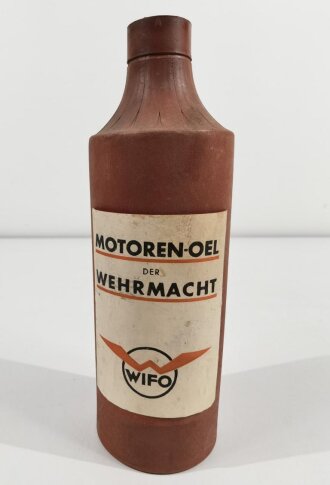 MOTOREN-OEL
DER
WEHRMACHT
WIFO